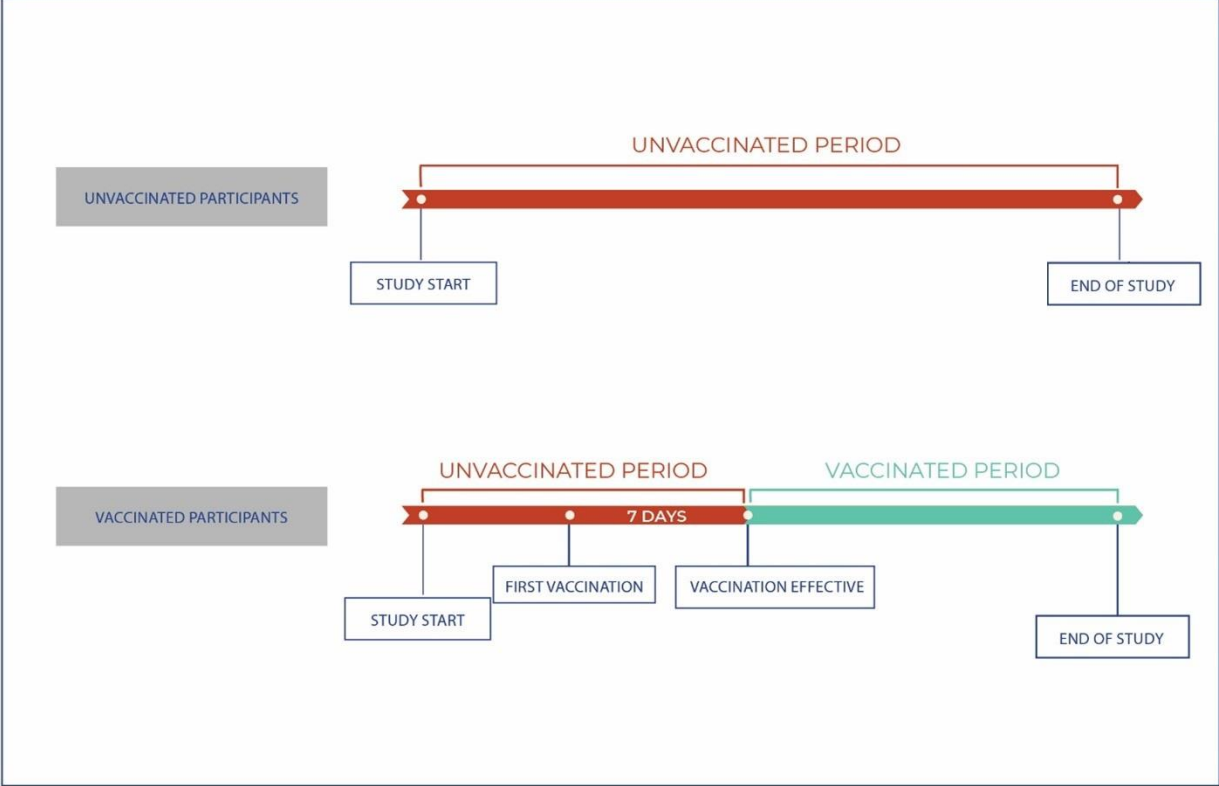 UNVACCINATED PERIOD
UNVACCINATED PARTICIPANTS
STUDY START
END OF STUDY
UNVACCINATED PERIOD
VACCINATED PERIOD
VACCINATED PARTICIPANTS
7 DAYS
FIRST VACCINATION
VACCINATION EFFECTIVE
STUDY START
END OF STUDY